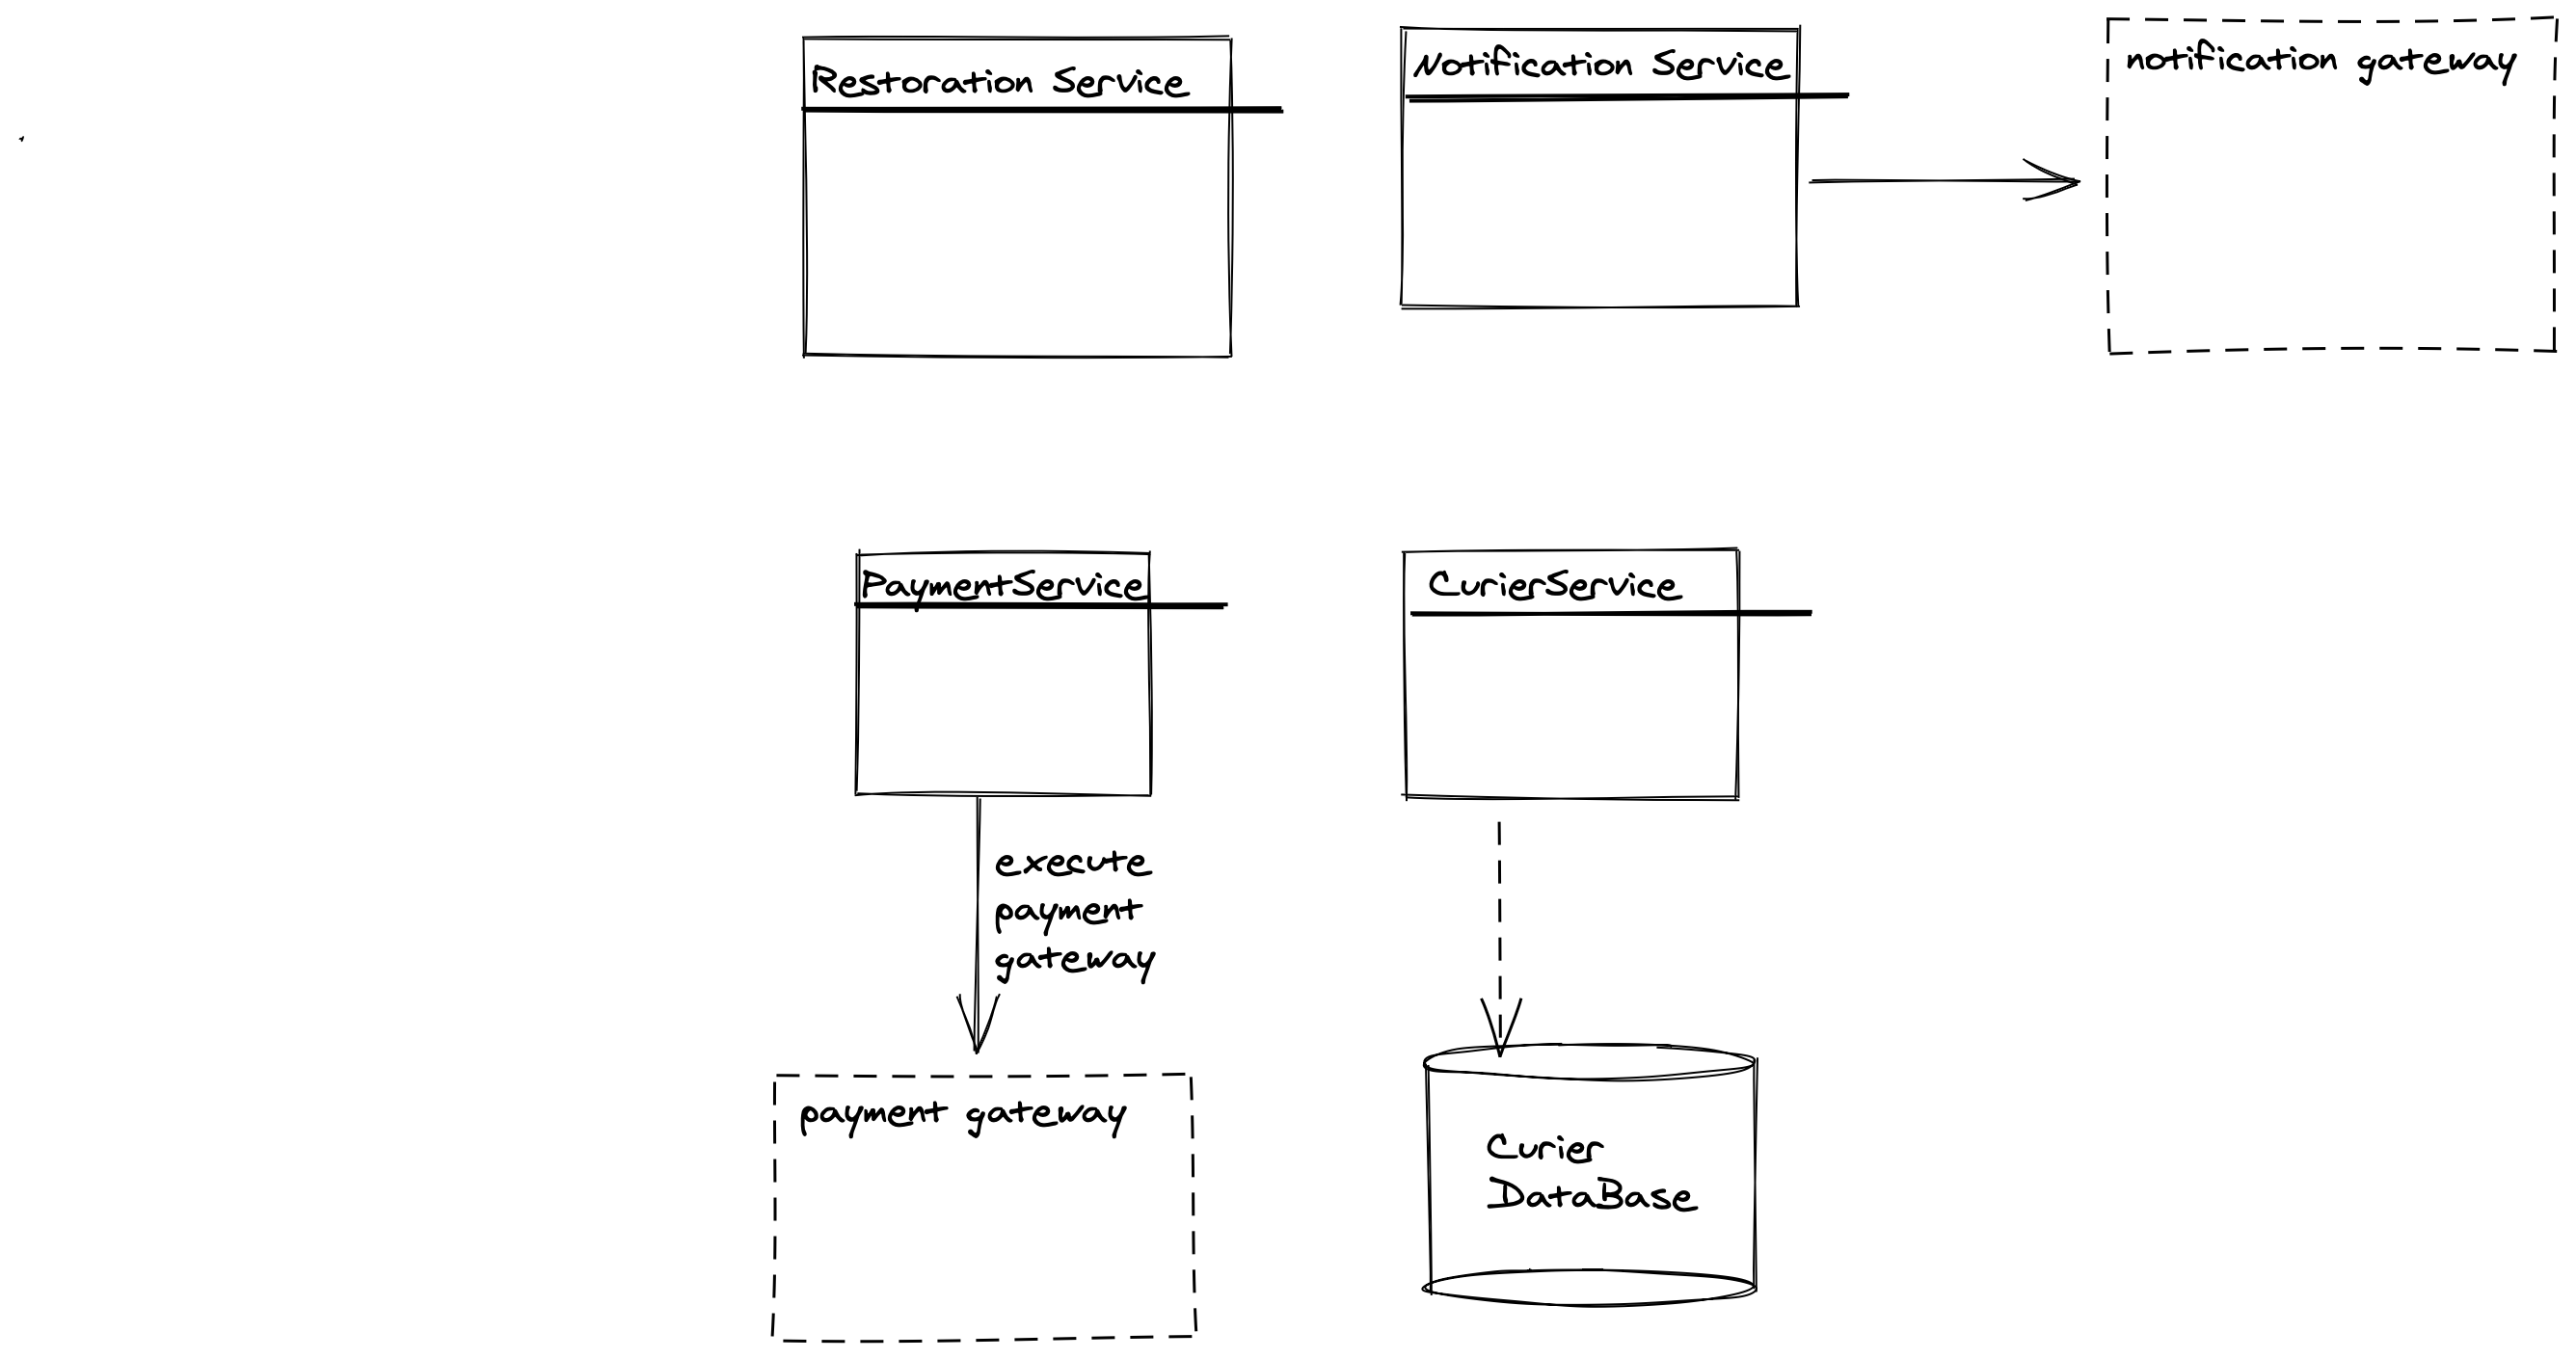 Restoration Service
Notification Service
notification gateway
PaymentService
CurierService
execute
payment
gateway
payment gateway
Curier
DataBase